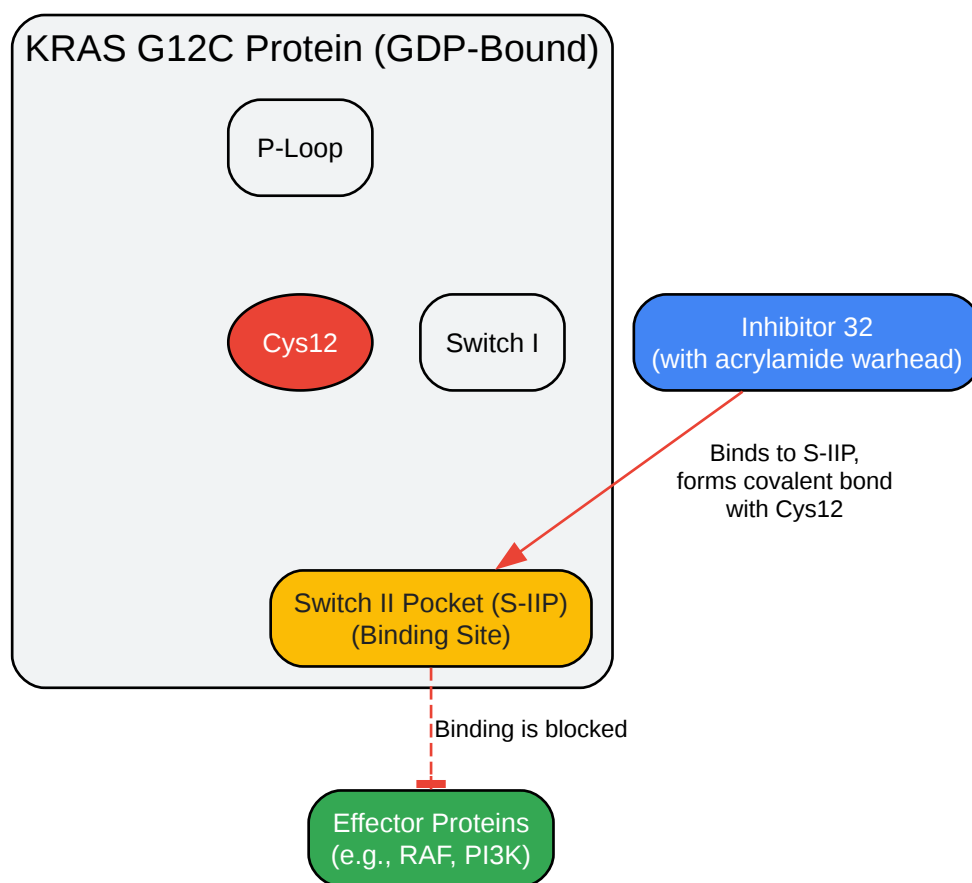 KRAS G12C Protein (GDP-Bound)
P-Loop
Cys12
Switch I
Inhibitor 32
(with acrylamide warhead)
Binds to S-IIP,
forms covalent bond
with Cys12
Switch II Pocket (S-IIP)
(Binding Site)
Binding is blocked
Effector Proteins
(e.g., RAF, PI3K)